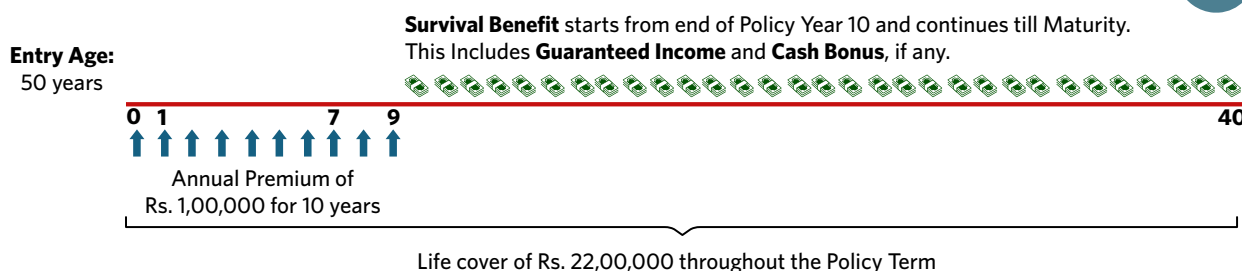 Survival Benefit starts from end of Policy Year 10 and continues till Maturity.
This Includes Guaranteed Income and Cash Bonus, if any.
Entry Age:
50 years
0 1 7 9 40
Annual Premium of
Rs. 1,00,000 for 10 years
Life cover of Rs. 22,00,000 throughout the Policy Term